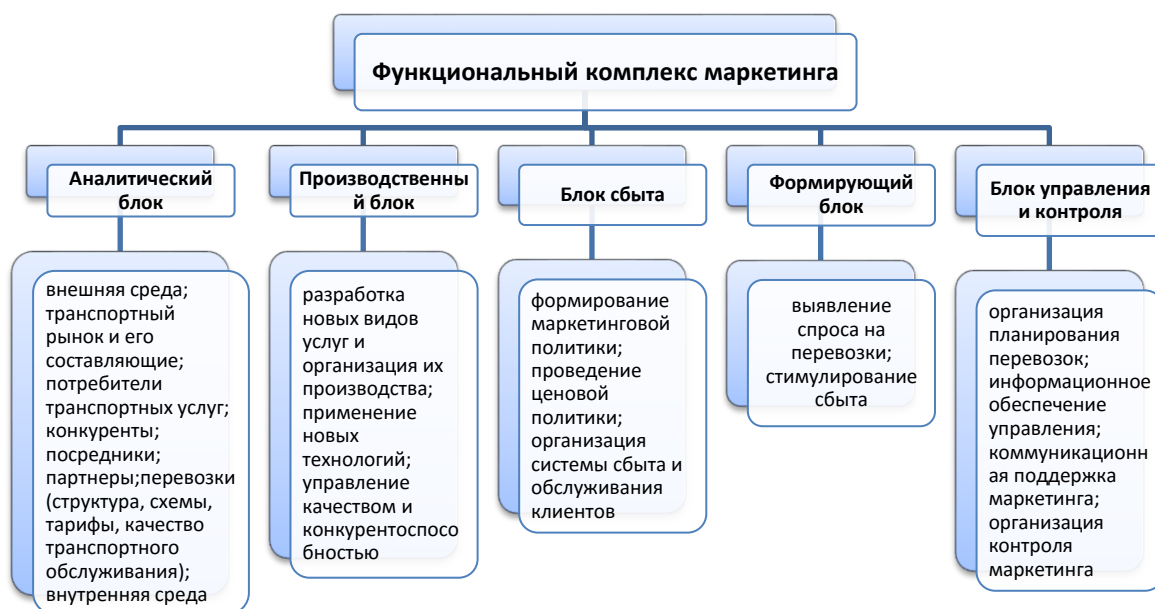 Функциональный комплекс маркетинга
Аналитический
блок
внешняя среда;
транспортный
рынок и его
составляющие;
потребители
транспортных услуг;
конкуренты;
посредники;
партнеры;перевозки
(структура, схемы,
тарифы, качество
транспортного
обслуживания);
внутренняя среда
Производственны
й блок
разработка
новых видов
услуг и
организация их
производства;
применение
новых
технологий;
управление
качеством и
конкурентоспосо
бностью
Блок сбыта
формирование
маркетинговой
политики;
проведение
ценовой
политики;
организация
системы сбыта и
обслуживания
клиентов
Формирующий
блок
выявление
спроса на
перевозки;
стимулирование
сбыта
Блок управления
и контроля
организация
планирования
перевозок;
информационное
обеспечение
управления;
коммуникационн
ая поддержка
маркетинга;
организация
контроля
маркетинга